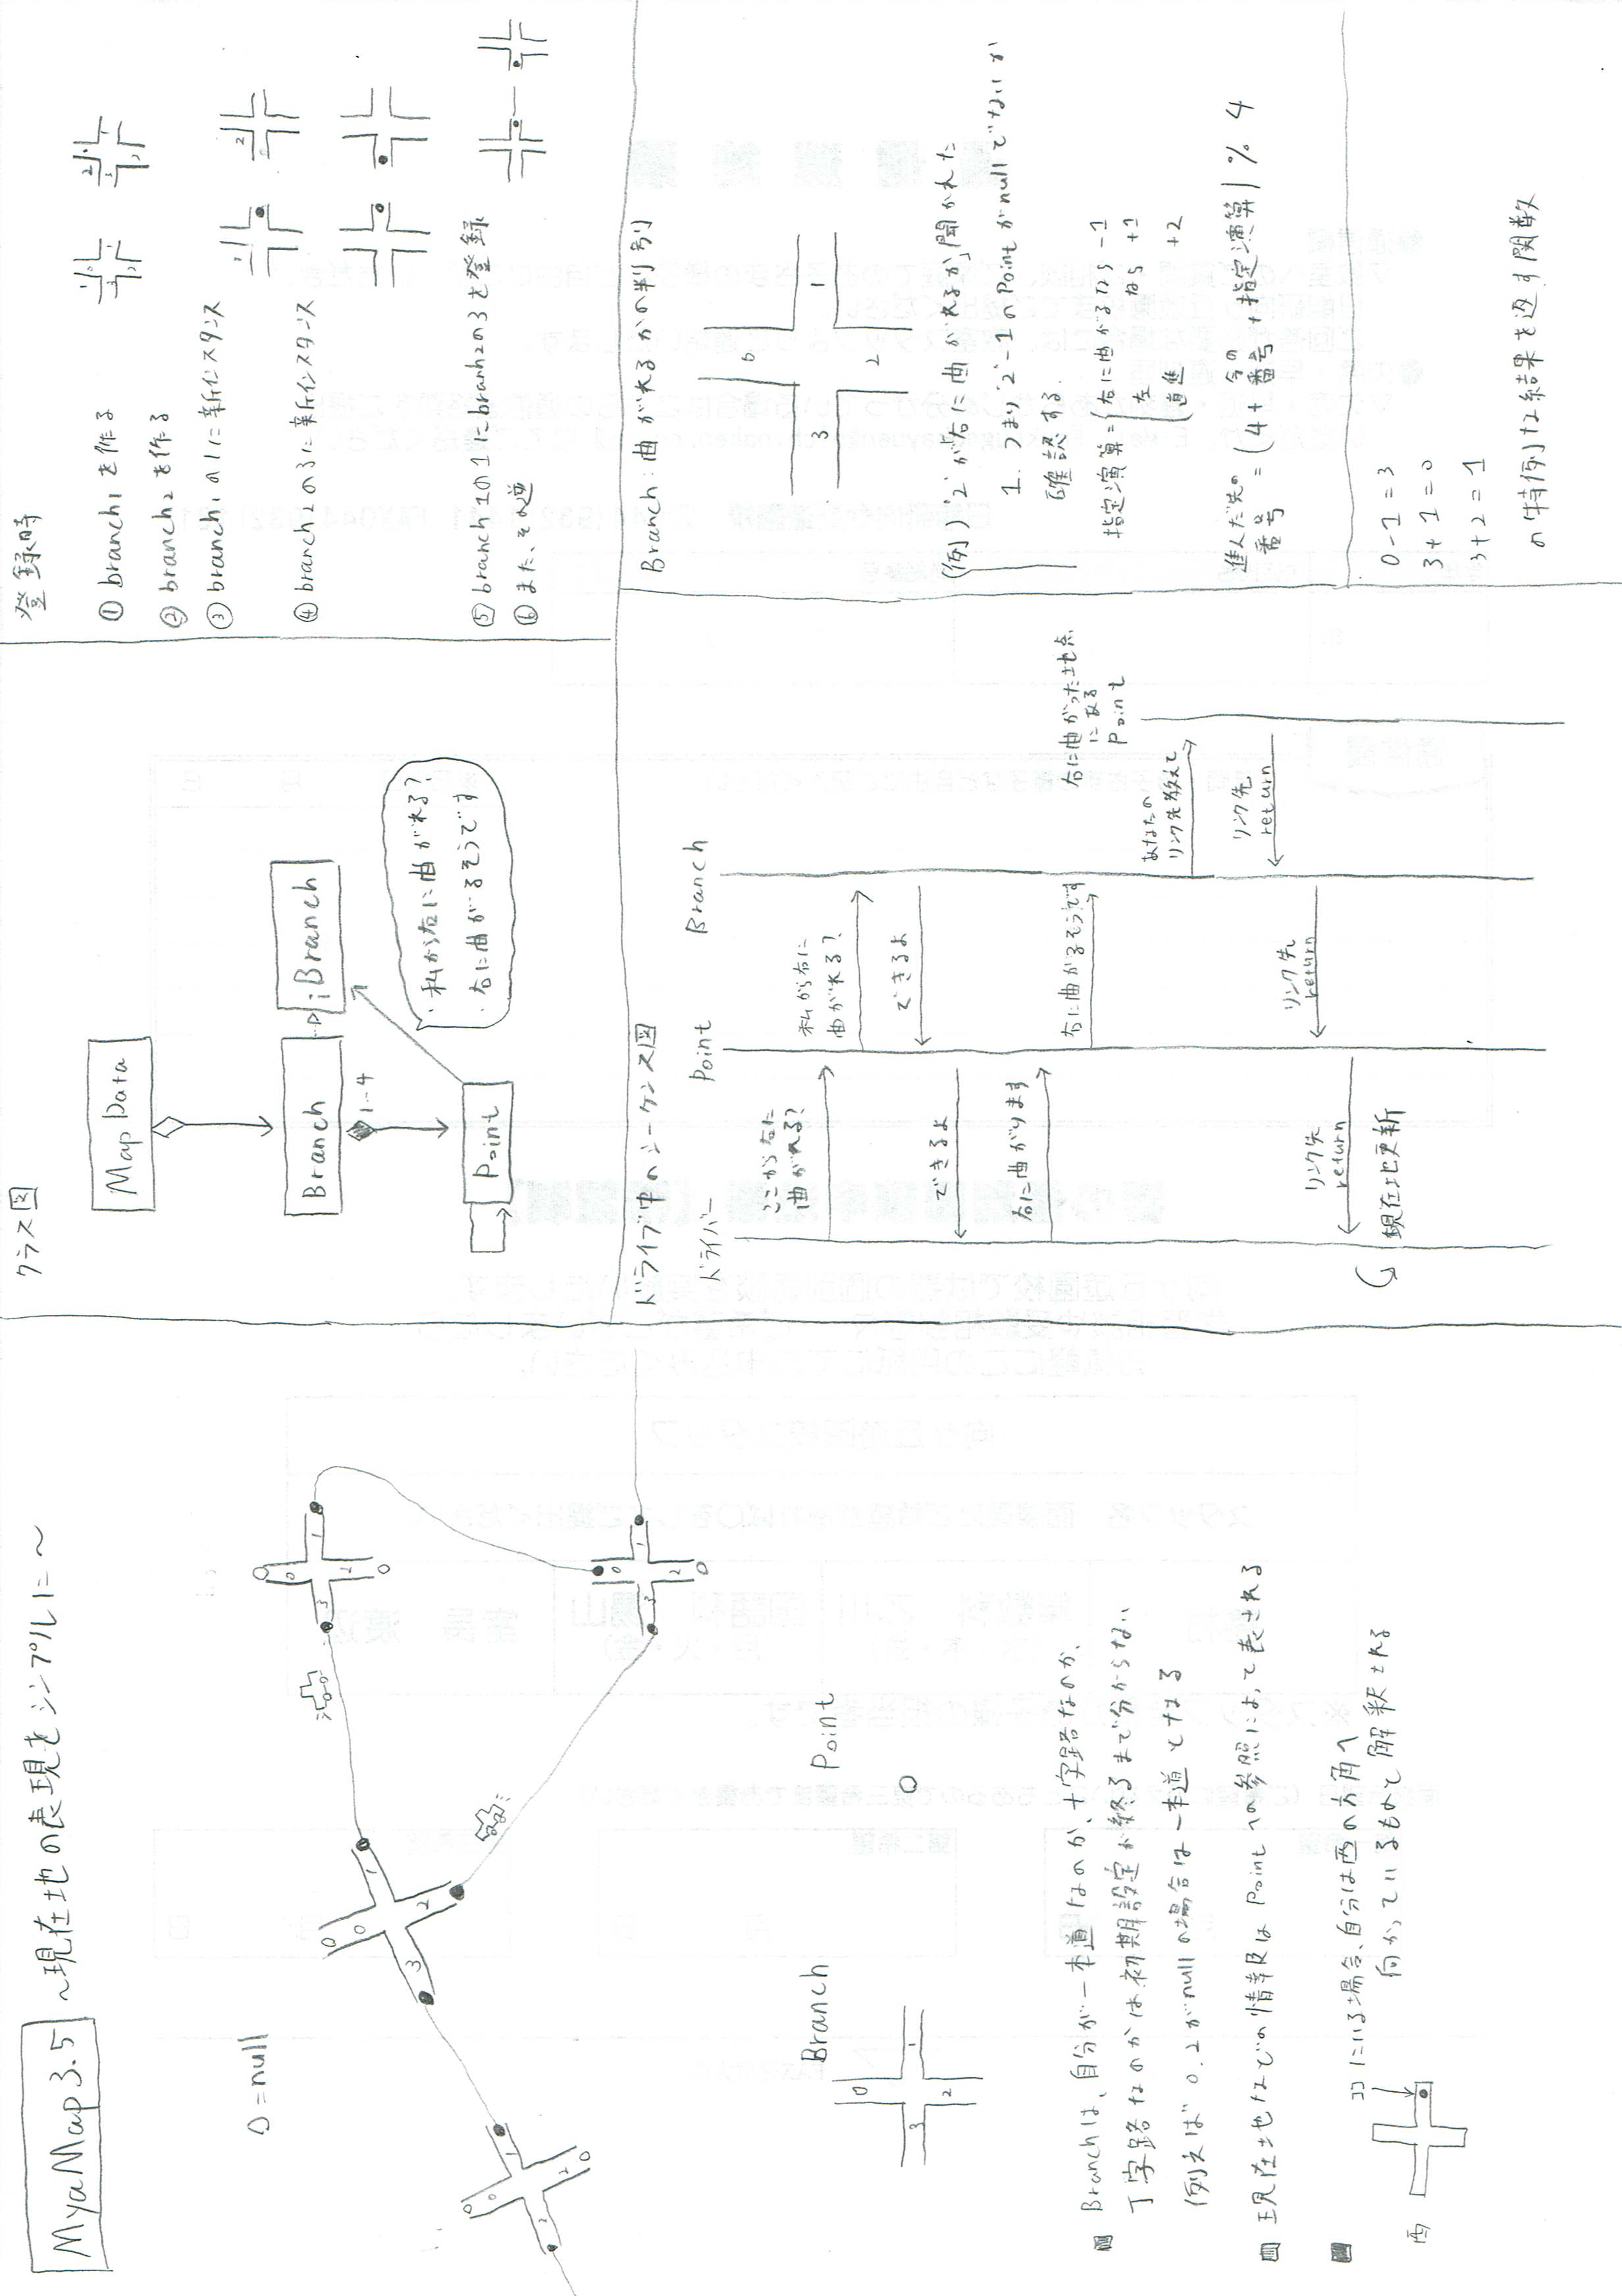 MyaMap3.5 ～現在地の表現をシンプルに～
0=null
0
1
2
3
Branch
Point
Branchは、自分が一本道なのか、十字路なのか、
丁字路なのかは初期設定が終るまで分からない
例えば 0.2がnullの場合は一本道となる
現在地などの情報は Pointへの参照によって表される
ココにいる場合、自分は西の方角へ
向かっているものと解釈される
西
クラス図
Map Data
Branch
iBranch
1~4
Point
・私から右に曲がれる?
・右に曲がるそうです
登録時
① branch1を作る
② branch2を作る
③ branch1の1に新インスタンス
④ branch2の3に新インスタンス
⑤ branch1の1にbranh2の3を登録
⑥ また、その逆
ドライブ中のシーケンス図
ドライバー
Point
Branch
右に曲がった地点
にある
Point
ここから右に
曲がれる?
私から右に
曲がれる?
できるよ
できるよ
右に曲がります
右に曲がるそうです
あなたの
リンク先教えて
リンク先
return
リンク先
return
リンク先
return
現在地更新
Branch:曲がれるかの判別
0
1
2
3
(例)'2'が右に曲がれるか聞かれた
1. つまり'2'-1のPointがnullでないか
確認する.
指定演算={右に曲がるなら -1
左 なら +1
直進 +2
進んだ先の番号 = (4+今の番号+指定演算) % 4
0-1=3
3+1=0
3+2=1
の特例的な結果を返す関数